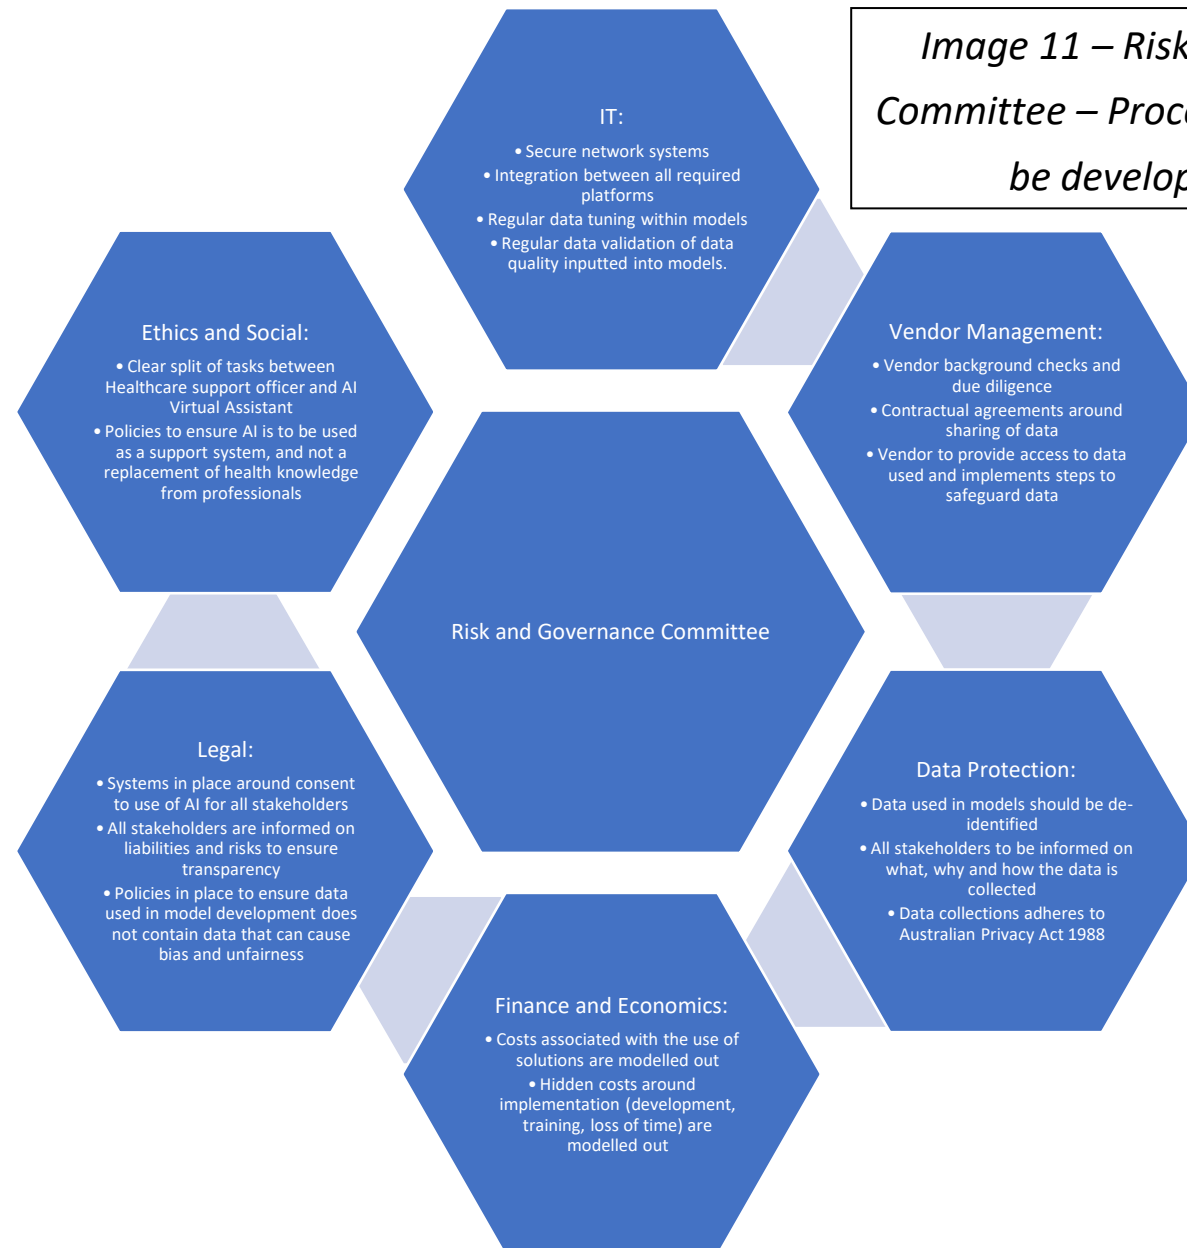 Image 11 – Risk
Committee – Proc
be develop
IT:
• Secure network systems
• Integration between all required
platforms
• Regular data tuning within models
• Regular data validation of data
quality inputted into models.
Ethics and Social:
• Clear split of tasks between
Healthcare support officer and AI
Virtual Assistant
• Policies to ensure AI is to be used
as a support system, and not a
replacement of health knowledge
from professionals
Vendor Management:
• Vendor background checks and
due diligence
• Contractual agreements around
sharing of data
• Vendor to provide access to data
used and implements steps to
safeguard data
Risk and Governance Committee
Legal:
• Systems in place around consent
to use of AI for all stakeholders
• All stakeholders are informed on
liabilities and risks to ensure
transparency
• Policies in place to ensure data
used in model development does
not contain data that can cause
bias and unfairness
Data Protection:
• Data used in models should be de-
identified
• All stakeholders to be informed on
what, why and how the data is
collected
• Data collections adheres to
Australian Privacy Act 1988
Finance and Economics:
• Costs associated with the use of
solutions are modelled out
• Hidden costs around
implementation (development,
training, loss of time) are
modelled out